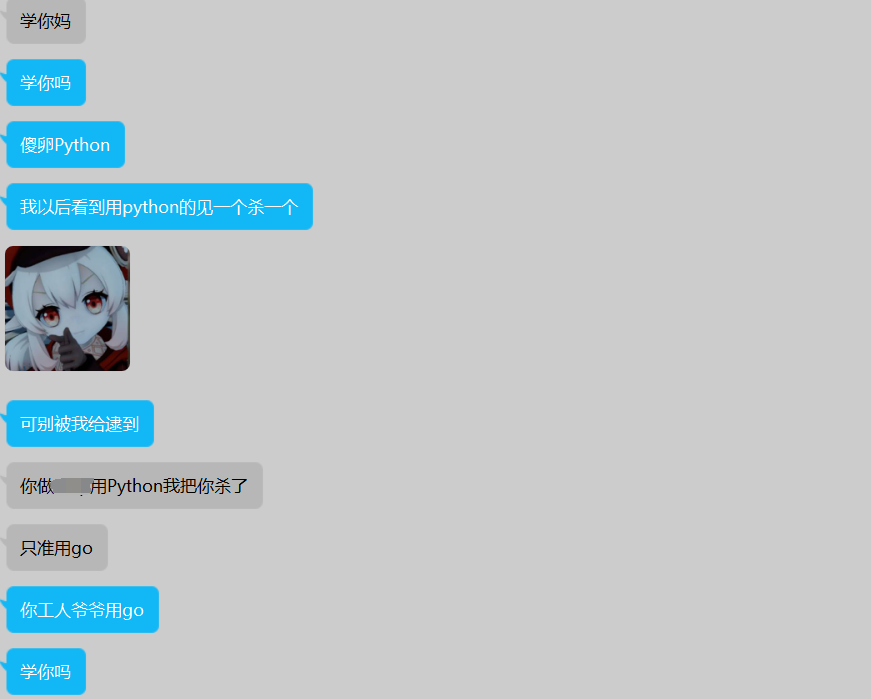 学你妈
学你吗
傻卵Python
我以后看到用python的见一个杀一个
可别被我给逮到
你做用Python我把你杀了
只准用go
你工人爷爷用go
学你吗